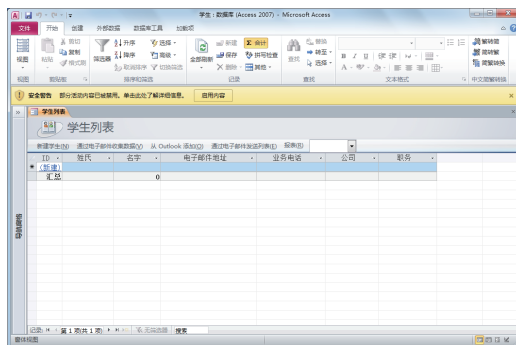 学生 : 数据库 (Access 2007) - Microsoft Access
文件 开始 创建 外部数据 数据库工具 加载项
视图 粘贴 剪切 复制 格式刷 筛选器 升序 降序 取消排序 选择 高级 切换筛选 全部刷新 新建 保存 删除 合计 拼写检查 其他 查找 替换 转至 选择 B I U A 繁转简 简转繁 简繁转换
视图 剪贴板 排序和筛选 记录 查找 文本格式 中文简繁转换
安全警告 部分活动内容已被禁用。单击此处了解详细信息。 启用内容
学生列表
学生列表
新建学生(N) 通过电子邮件收集数据(V) 从 Outlook 添加(O) 通过电子邮件发送列表(E) 报表(R)
ID 姓氏 名字 电子邮件地址 业务电话 公司 职务
(新建)
汇总 0
导航窗格
记录: 第 1 项(共 1 项) 无筛选器 搜索
窗体视图